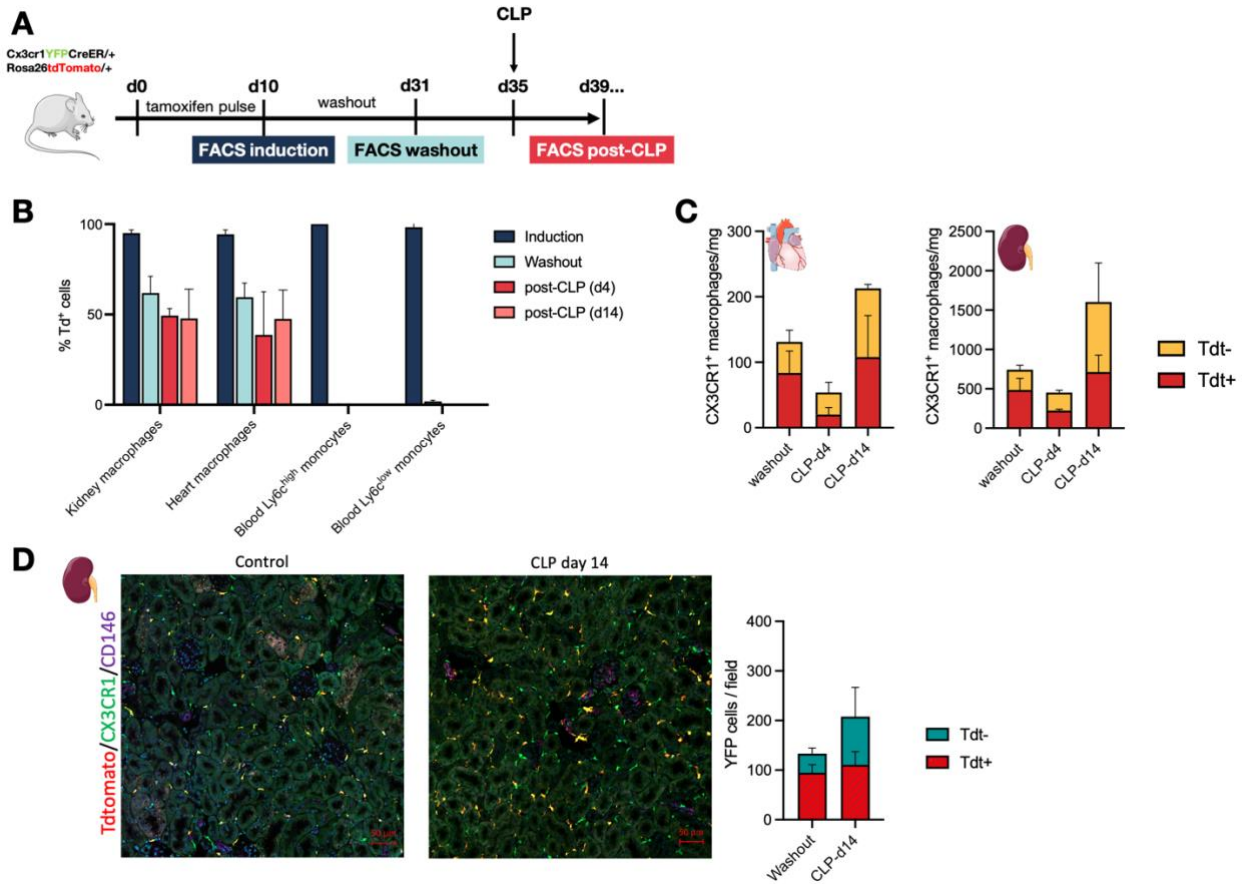 A
CLP
Cx3cr1YFPCreER/+
Rosa26tdTomato/+
d0
d10
d31
d35
d39...
tamoxifen pulse
washout
FACS induction
FACS washout
FACS post-CLP
B
% Td⁺ cells
100
50
0
Kidney macrophages
Heart macrophages
Blood Ly6cʰⁱᵍʰ monocytes
Blood Ly6cˡᵒʷ monocytes
Induction
Washout
post-CLP (d4)
post-CLP (d14)
C
CX3CR1⁺ macrophages/mg
300
200
100
0
washout
CLP-d4
CLP-d14
CX3CR1⁺ macrophages/mg
2500
2000
1500
1000
500
0
washout
CLP-d4
CLP-d14
Tdt-
Tdt+
D
Tdtomato/CX3CR1/CD146
Control
50 µm
CLP day 14
50 µm
YFP cells / field
400
300
200
100
0
Washout
CLP-d14
Tdt-
Tdt+